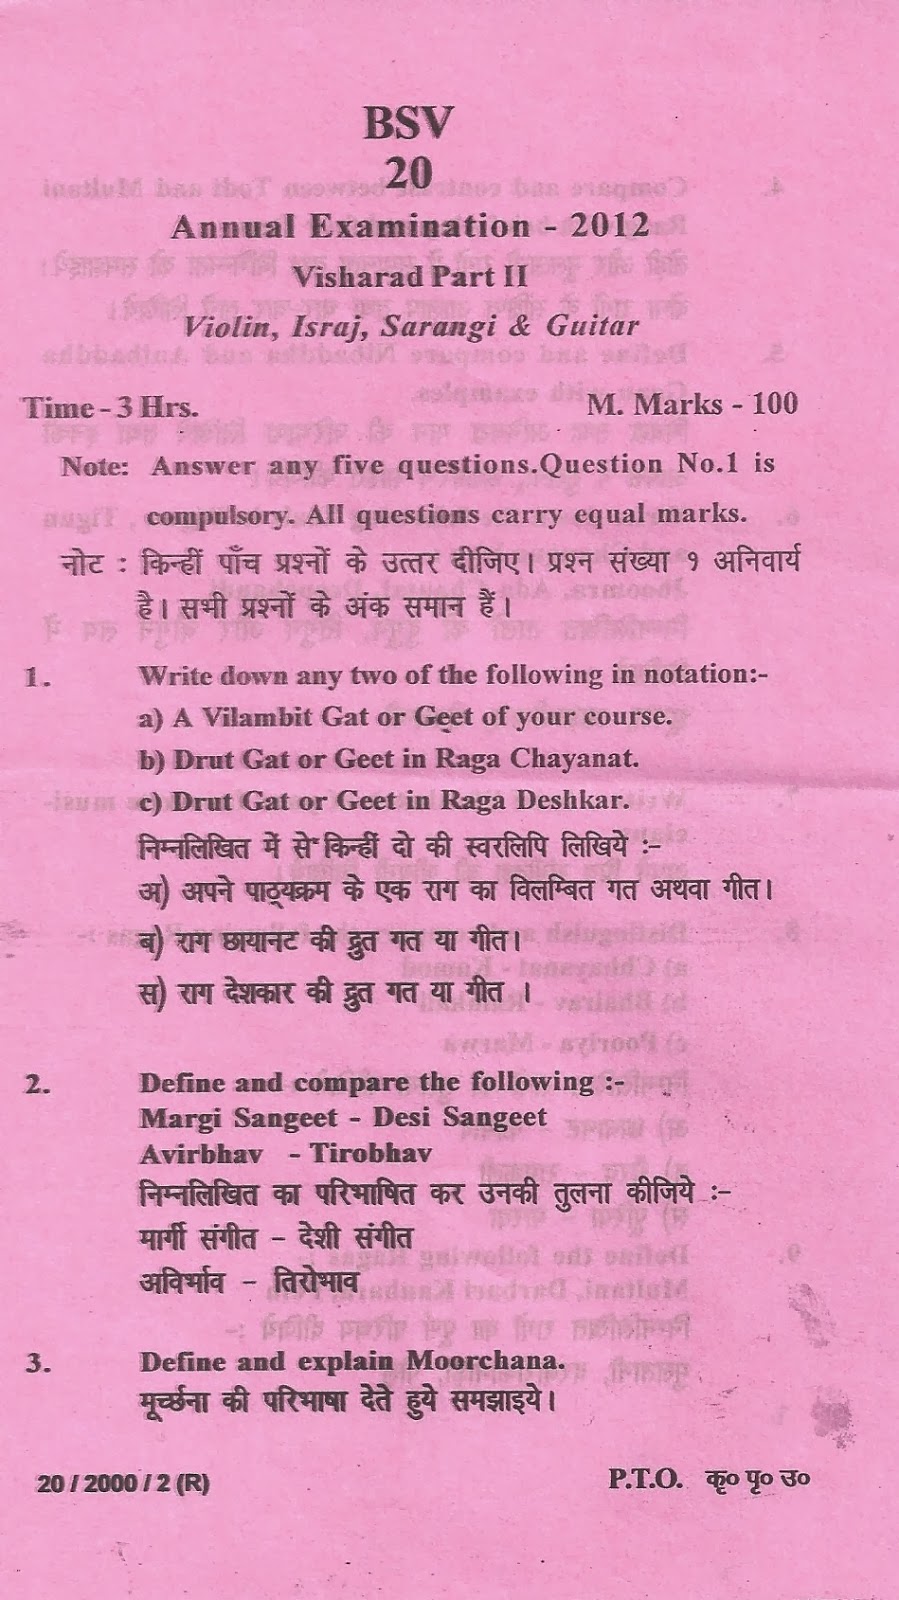 BSV
20
Annual Examination - 2012
Visharad Part II
Violin, Israj, Sarangi & Guitar
Time - 3 Hrs. M. Marks - 100
Note: Answer any five questions.Question No.1 is
compulsory. All questions carry equal marks.
नोट : किन्हीं पाँच प्रश्नों के उत्तर दीजिए। प्रश्न संख्या १ अनिवार्य
है। सभी प्रश्नों के अंक समान हैं।
1. Write down any two of the following in notation:-
a) A Vilambit Gat or Geet of your course.
b) Drut Gat or Geet in Raga Chayanat.
c) Drut Gat or Geet in Raga Deshkar.
निम्नलिखित में से किन्हीं दो की स्वरलिपि लिखिये :-
अ) अपने पाठ्यक्रम के एक राग का विलम्बित गत अथवा गीत।
ब) राग छायानट की द्रुत गत या गीत।
स) राग देशकार की द्रुत गत या गीत ।
2. Define and compare the following :-
Margi Sangeet - Desi Sangeet
Avirbhav - Tirobhav
निम्नलिखित का परिभाषित कर उनकी तुलना कीजिये :-
मार्गी संगीत - देशी संगीत
अविर्भाव - तिरोभाव
3. Define and explain Moorchana.
मूर्च्छना की परिभाषा देते हुये समझाइये।
20 / 2000 / 2 (R) P.T.O. कृ० पृ० उ०